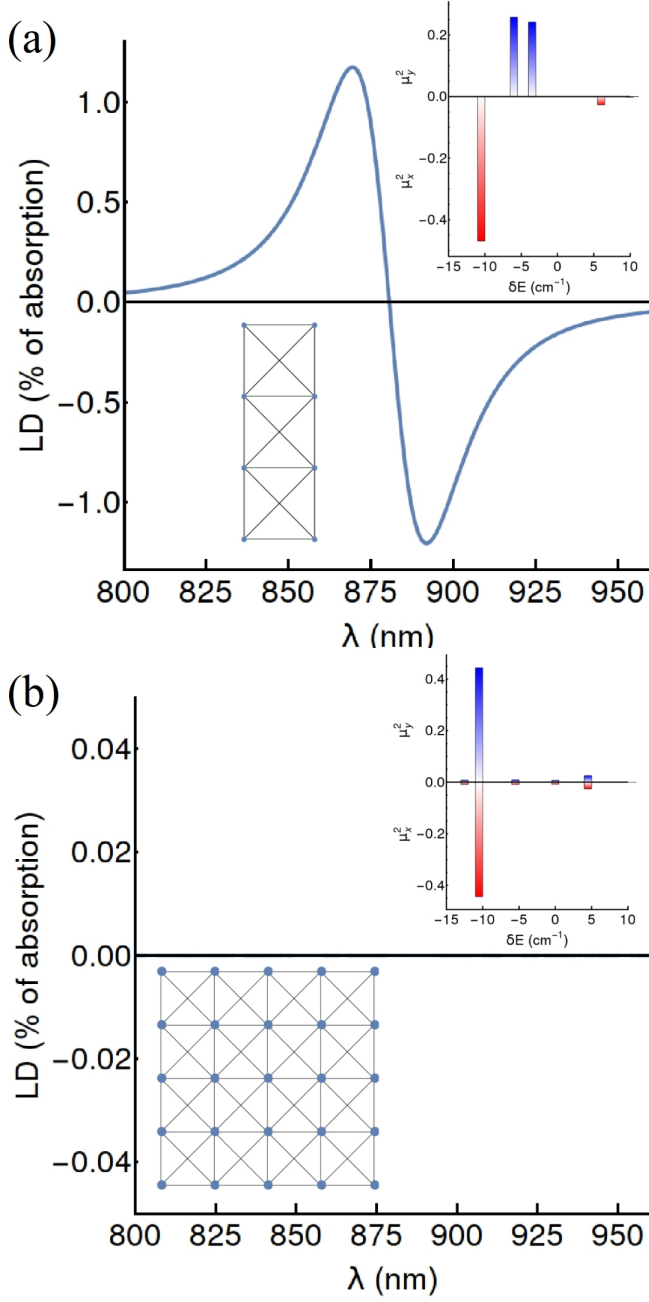 (a)
LD (% of absorption)
1.0
0.5
0.0
−0.5
−1.0
800 825 850 875 900 925 950
λ (nm)
μ²y
μ²x
0.2
0.0
−0.2
−0.4
−15 −10 −5 0 5 10
δE (cm⁻¹)
(b)
LD (% of absorption)
0.04
0.02
0.00
−0.02
−0.04
800 825 850 875 900 925 950
λ (nm)
μ²y
μ²x
0.4
0.2
0.0
−0.2
−0.4
−15 −10 −5 0 5 10
δE (cm⁻¹)